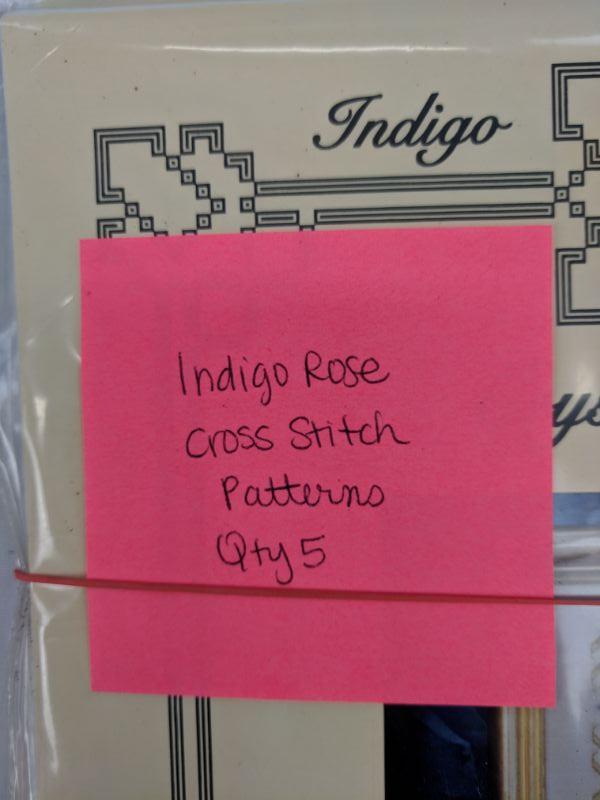 Indigo
Indigo Rose
Cross Stitch
Patterns
Qty 5